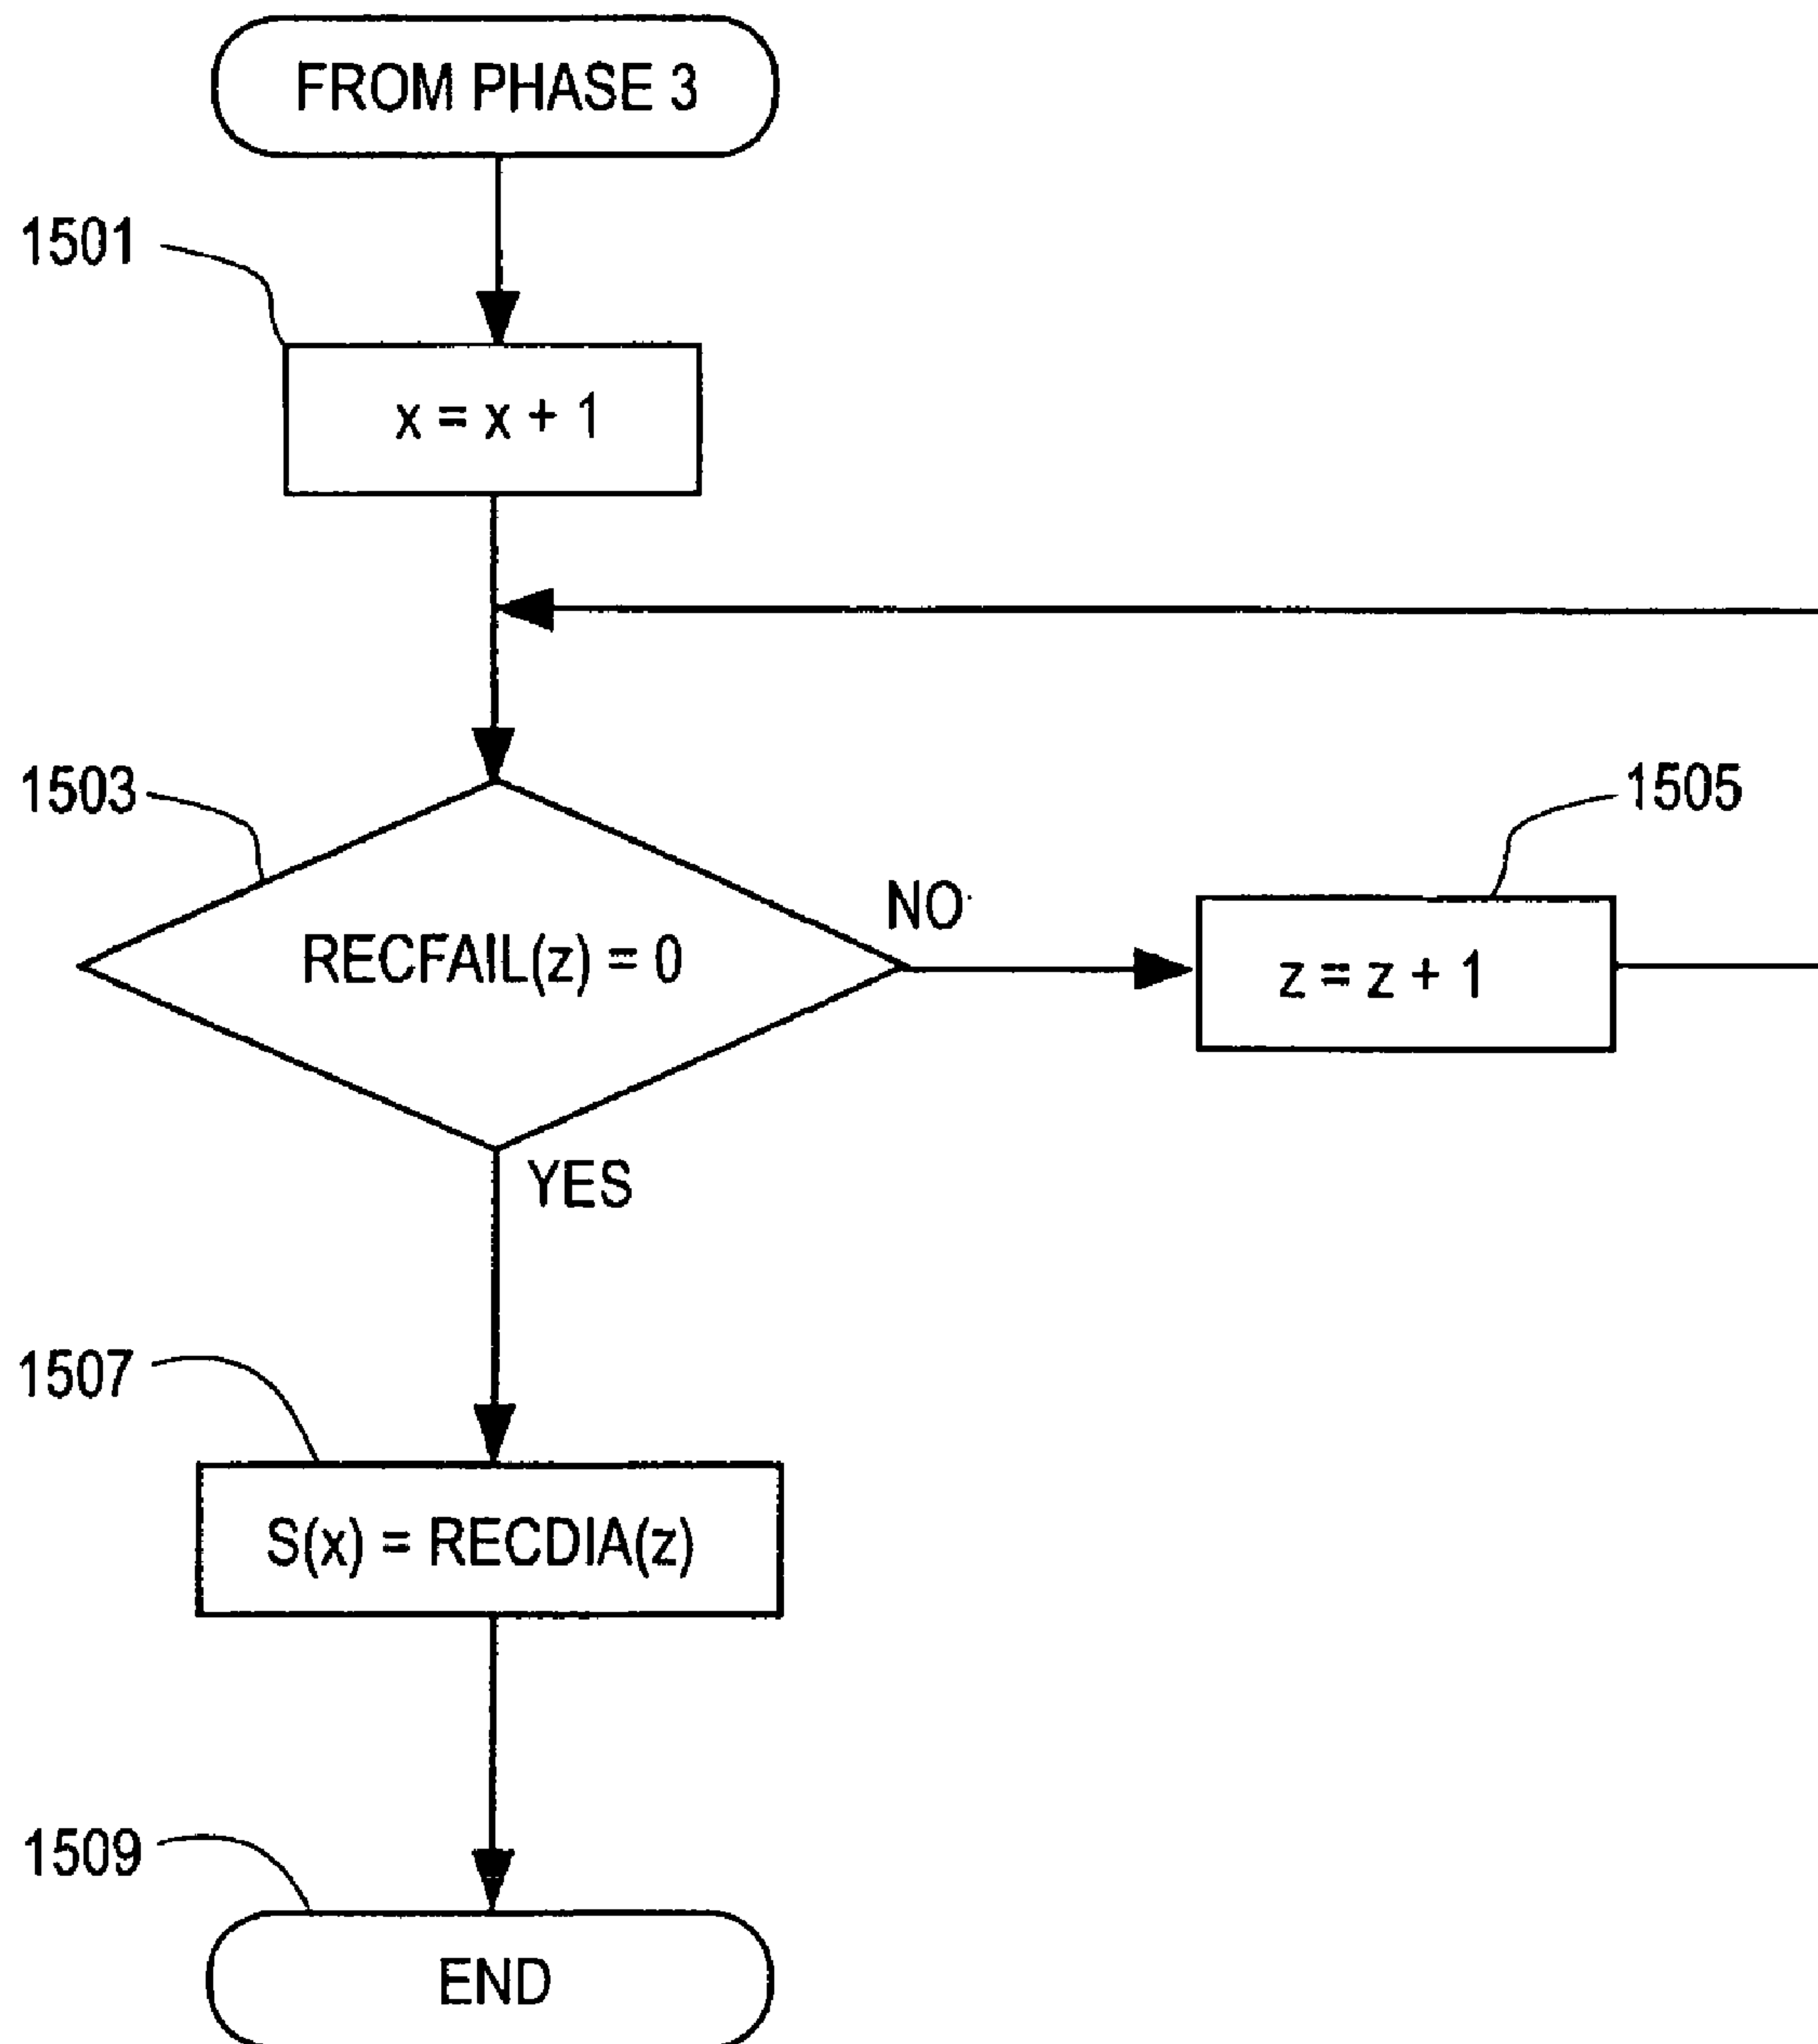 FROM PHASE 3
1501
x = x + 1
1503
RECFAIL(z) = 0
NO
1505
z = z + 1
YES
1507
S(x) = RECDIA(z)
1509
END